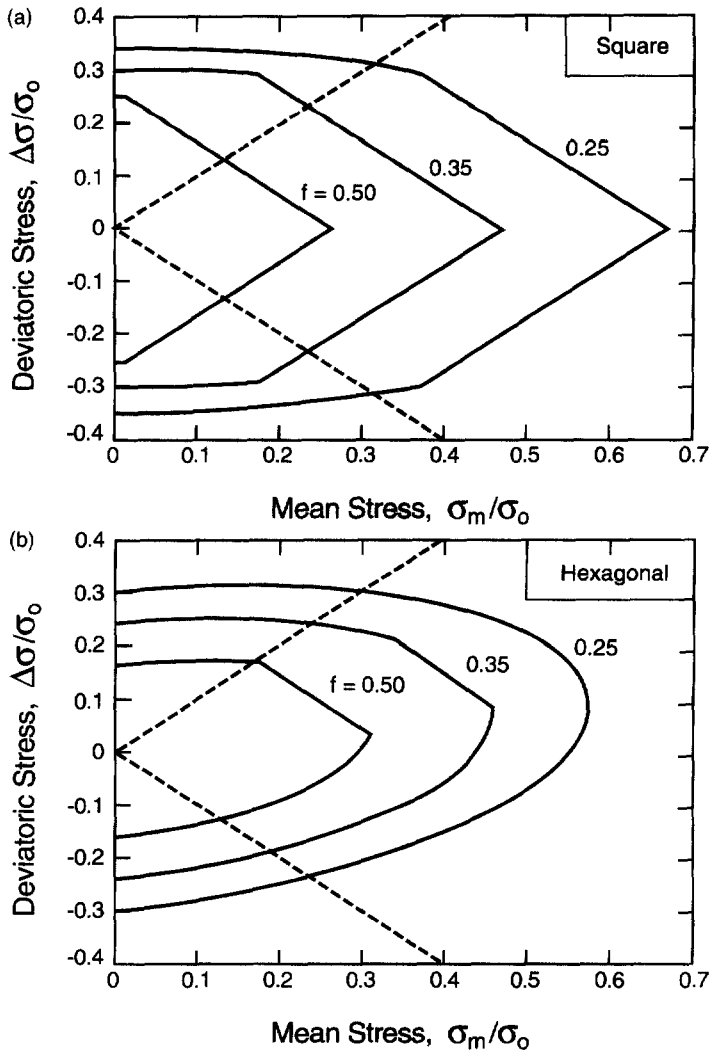 (a)
Square
Deviatoric Stress, Δσ/σo
0.4
0.3
0.2
0.1
0
-0.1
-0.2
-0.3
-0.4
f = 0.50
0.35
0.25
0 0.1 0.2 0.3 0.4 0.5 0.6 0.7
Mean Stress, σm/σo
(b)
Hexagonal
Deviatoric Stress, Δσ/σo
0.4
0.3
0.2
0.1
0
-0.1
-0.2
-0.3
-0.4
f = 0.50
0.35
0.25
0 0.1 0.2 0.3 0.4 0.5 0.6 0.7
Mean Stress, σm/σo